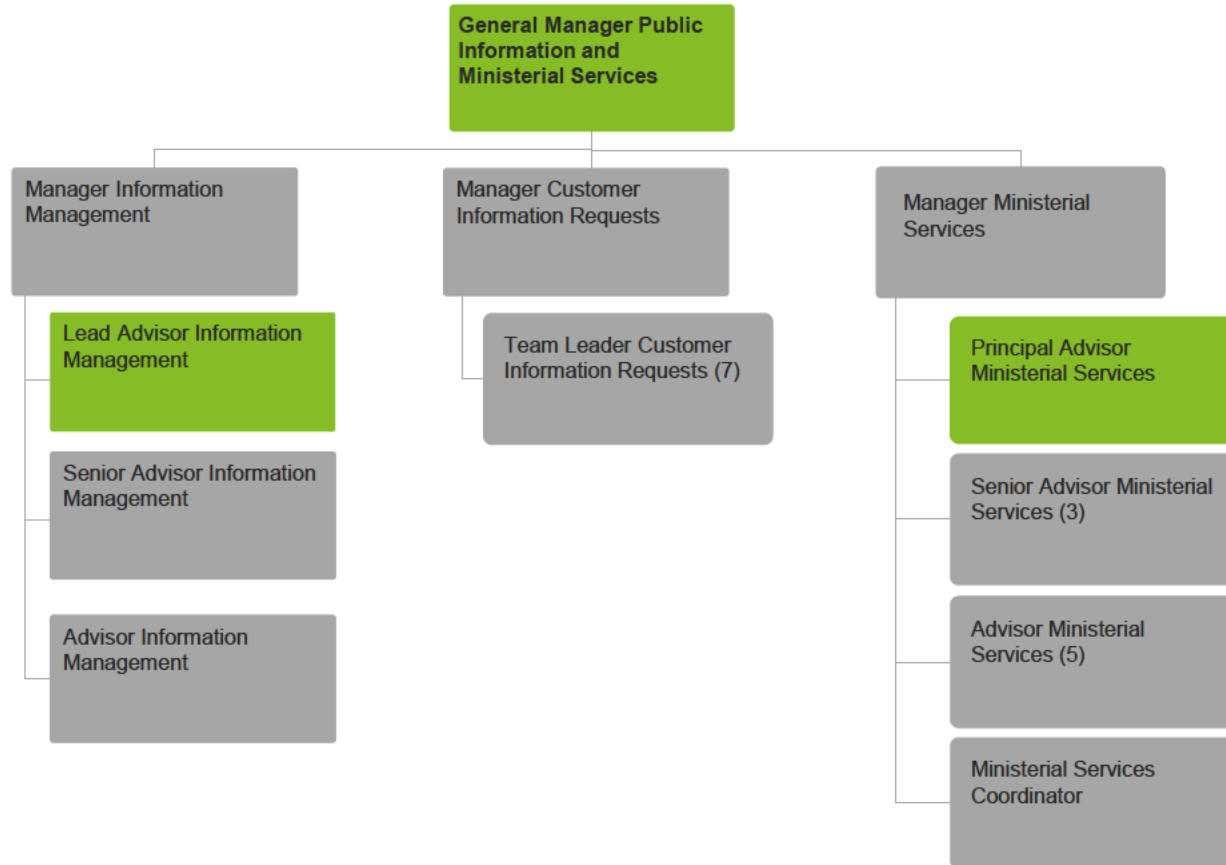 General Manager Public
Information and
Ministerial Services
Manager Information
Management
Manager Customer
Information Requests
Manager Ministerial
Services
Lead Advisor Information
Management
Senior Advisor Information
Management
Advisor Information
Management
Team Leader Customer
Information Requests (7)
Principal Advisor
Ministerial Services
Senior Advisor Ministerial
Services (3)
Advisor Ministerial
Services (5)
Ministerial Services
Coordinator